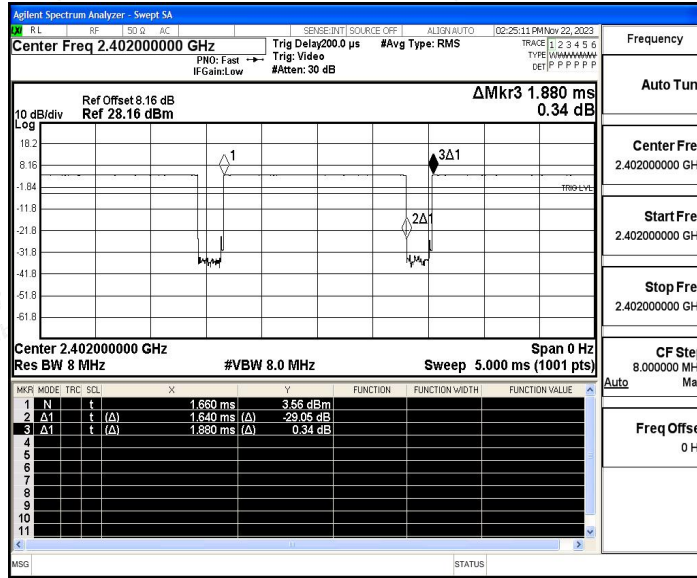 Agilent Spectrum Analyzer - Swept SA
LXI RL RF 50 Ω AC SENSE:INT SOURCE OFF ALIGN AUTO 02:25:11 PM Nov 22, 2023
Center Freq 2.402000000 GHz
Trig Delay200.0 µs #Avg Type: RMS
TRACE 1 2 3 4 5 6
PNO: Fast Trig: Video
TYPE WWWWWW
IFGain:Low #Atten: 30 dB
DET P P P P P P
ΔMkr3 1.880 ms
0.34 dB
Ref Offset 8.16 dB
10 dB/div Ref 28.16 dBm
Log
18.2
8.16
-1.84
-11.8
-21.8
-31.8
-41.8
-51.8
-61.8
1
3Δ1
TRIG LVL
2Δ1
Center 2.402000000 GHz Span 0 Hz
Res BW 8 MHz #VBW 8.0 MHz Sweep 5.000 ms (1001 pts)
MKR MODE TRC SCL X Y FUNCTION FUNCTION WIDTH FUNCTION VALUE
1 N t 1.660 ms 3.56 dBm
2 Δ1 t (Δ) 1.640 ms (Δ) -29.05 dB
3 Δ1 t (Δ) 1.880 ms (Δ) 0.34 dB
4
5
6
7
8
9
10
11
MSG STATUS
Frequency
Auto Tun
Center Fre
2.402000000 GH
Start Fre
2.402000000 GH
Stop Fre
2.402000000 GH
CF Ste
8.000000 MH
Auto Ma
Freq Offse
0 H